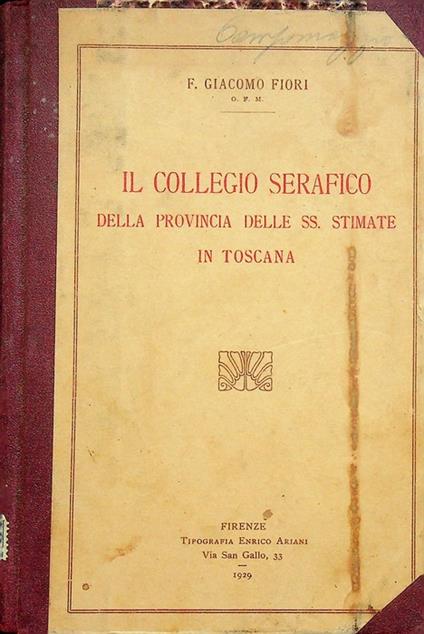 F. GIACOMO FIORI
O. F. M.
IL COLLEGIO SERAFICO
DELLA PROVINCIA DELLE SS. STIMATE
IN TOSCANA
FIRENZE
TIPOGRAFIA ENRICO ARIANI
Via San Gallo, 33
1929